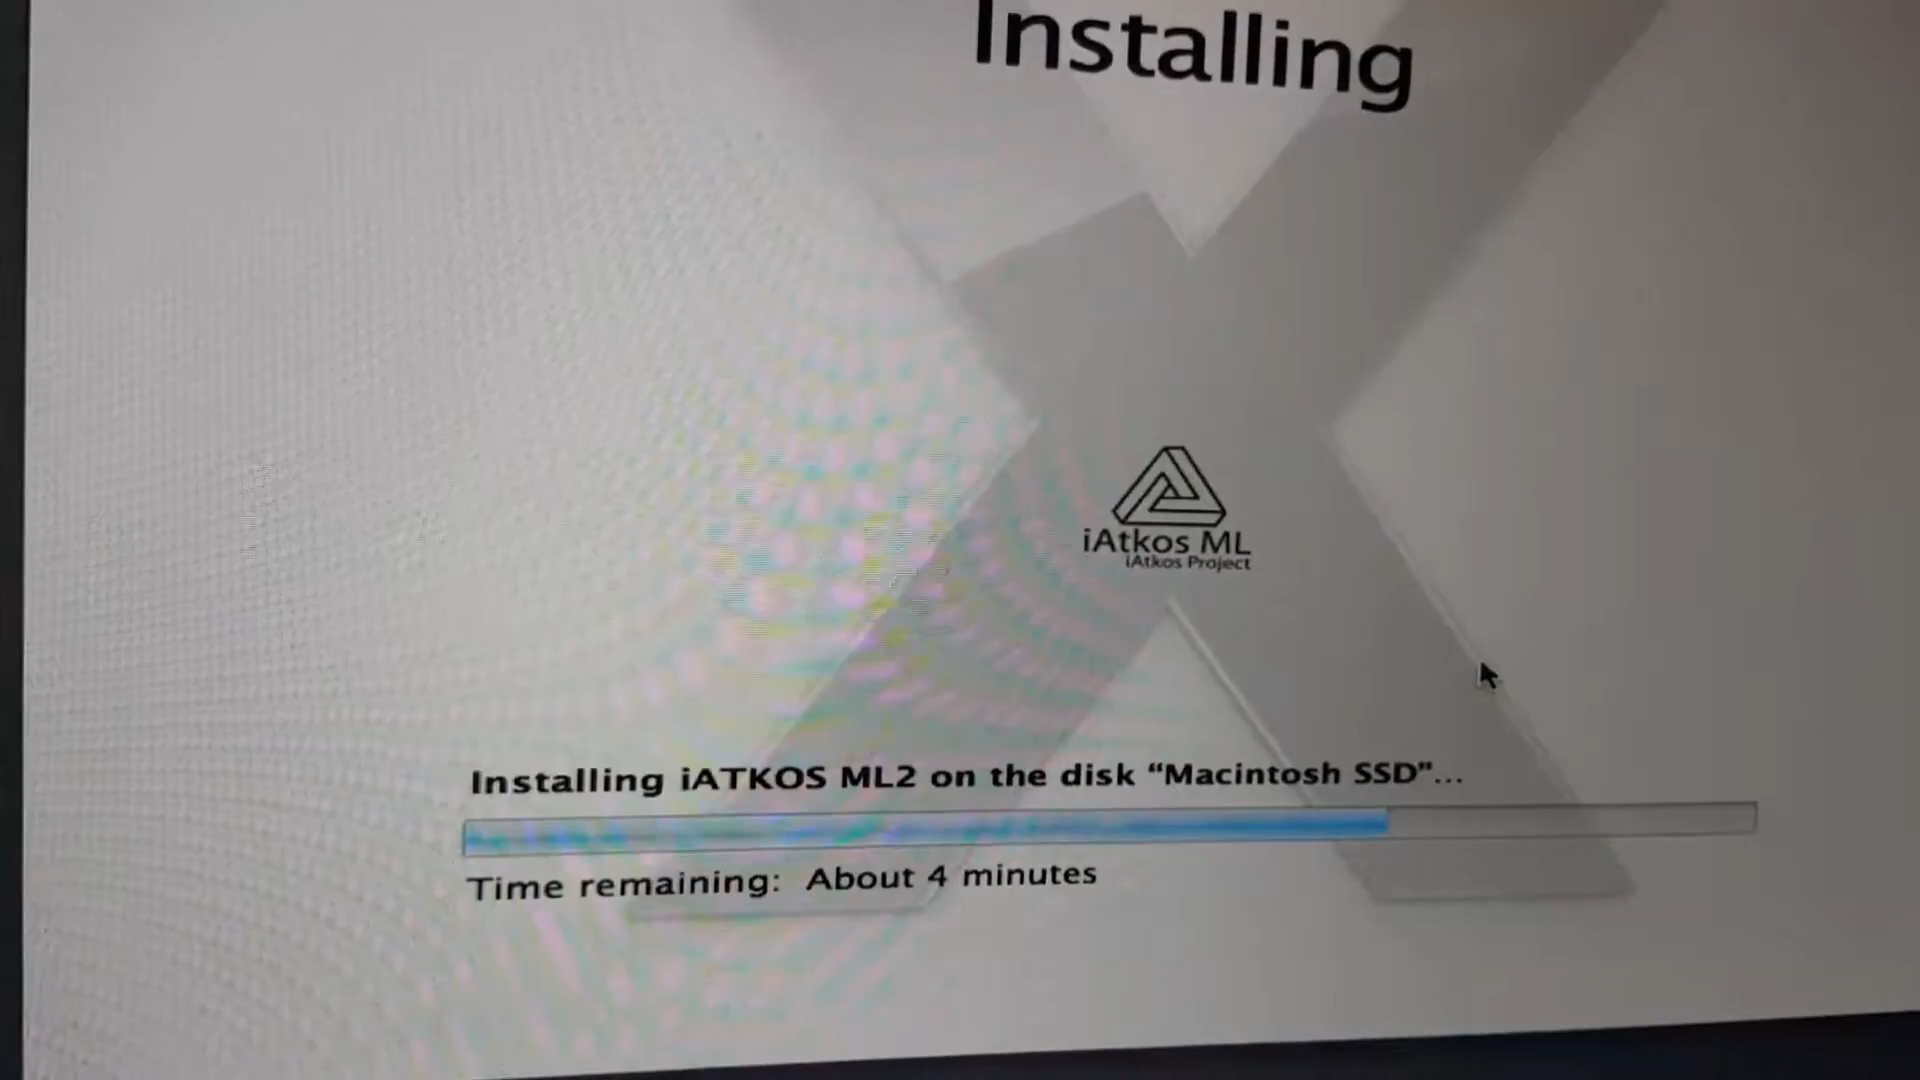 Installing
iAtkos ML
iAtkos Project
Installing iATKOS ML2 on the disk “Macintosh SSD”...
Time remaining: About 4 minutes